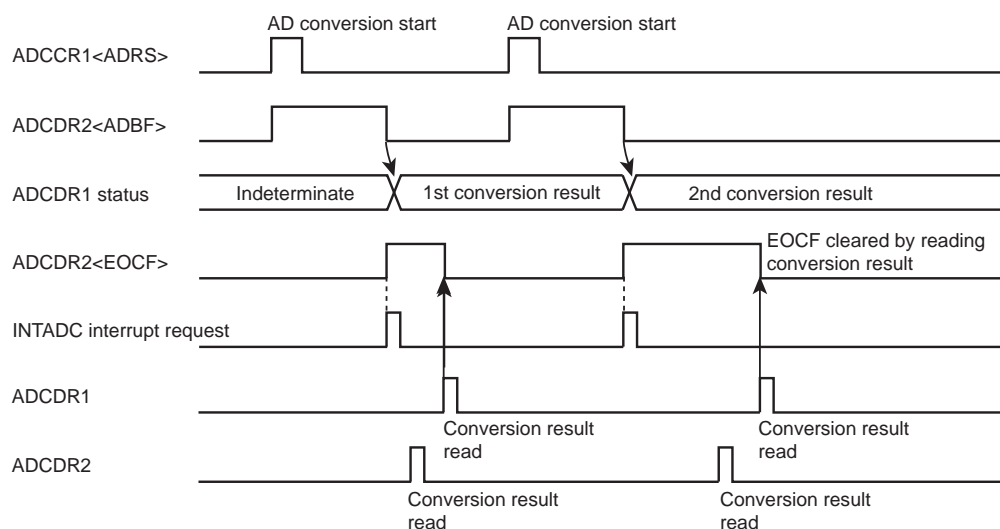 AD conversion start
AD conversion start
ADCCR1<ADRS>
ADCDR2<ADBF>
ADCDR1 status
Indeterminate
1st conversion result
2nd conversion result
ADCDR2<EOCF>
EOCF cleared by reading
conversion result
INTADC interrupt request
ADCDR1
Conversion result
read
Conversion result
read
ADCDR2
Conversion result
read
Conversion result
read